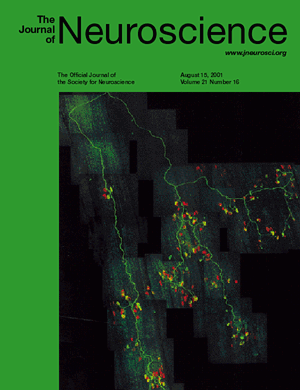 The
Journal
of
Neuroscience
www.jneurosci.org
The Official Journal of
the Society for Neuroscience
August 15, 2001
Volume 21 Number 16